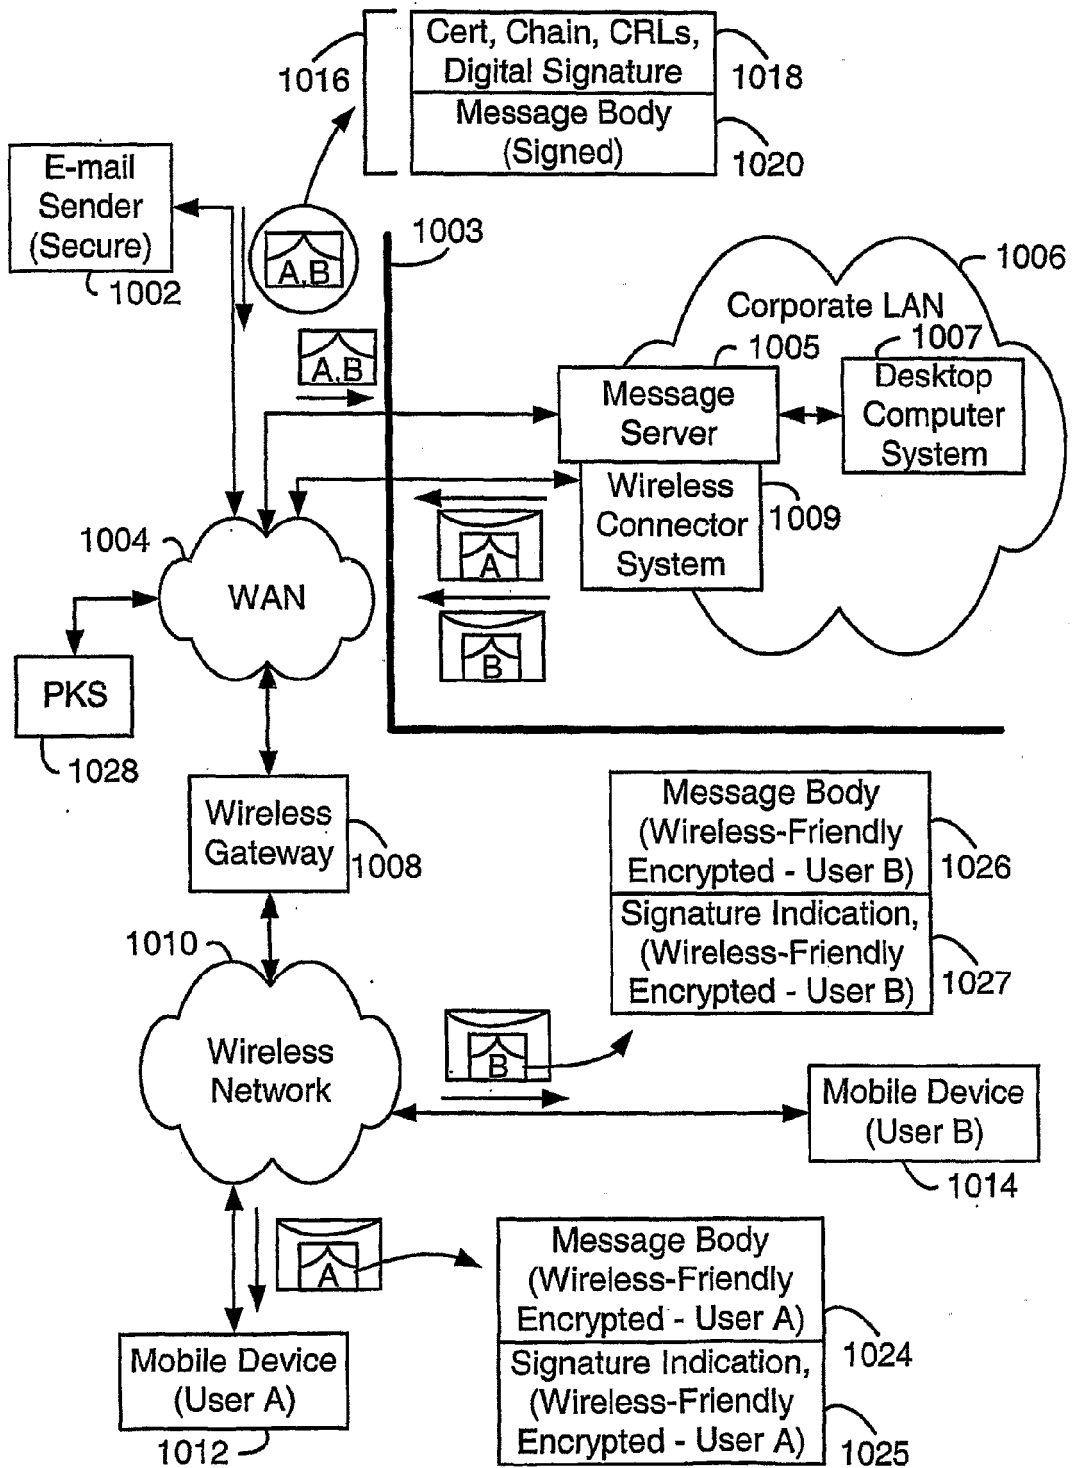 Cert, Chain, CRLs,
Digital Signature
1016
1018
Message Body
(Signed)
1020
E-mail
Sender
(Secure)
1002
A,B
1003
1006
Corporate LAN
1005
1007
A,B
Message
Server
Desktop
Computer
System
Wireless
Connector
System
1009
1004
WAN
A
B
PKS
1028
Wireless
Gateway
1008
Message Body
(Wireless-Friendly
Encrypted - User B)
1026
Signature Indication,
(Wireless-Friendly
Encrypted - User B)
1027
1010
Wireless
Network
B
Mobile Device
(User B)
1014
A
Message Body
(Wireless-Friendly
Encrypted - User A)
1024
Signature Indication,
(Wireless-Friendly
Encrypted - User A)
1025
Mobile Device
(User A)
1012